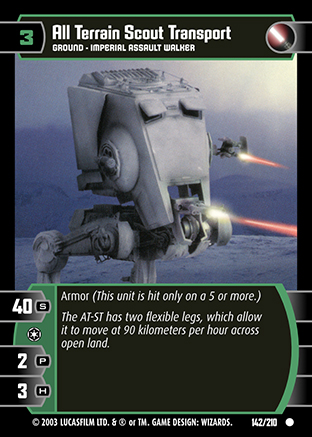 3
All Terrain Scout Transport
GROUND - IMPERIAL ASSAULT WALKER
40 S
Armor (This unit is hit only on a 5 or more.)
The AT-ST has two flexible legs, which allow
it to move at 90 kilometers per hour across
open land.
2 P
3 H
© 2003 LUCASFILM LTD. & ® or TM. GAME DESIGN: WIZARDS. 142/210